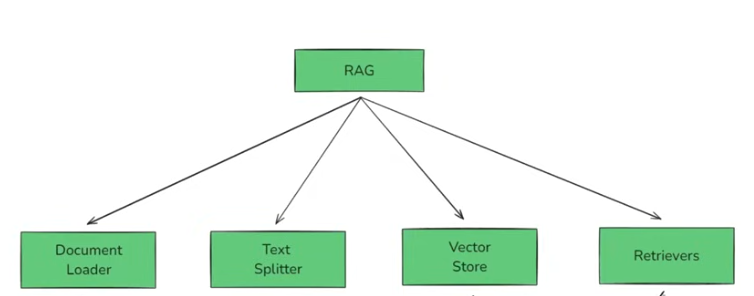 RAG
Document
Loader
Text
Splitter
Vector
Store
Retrievers